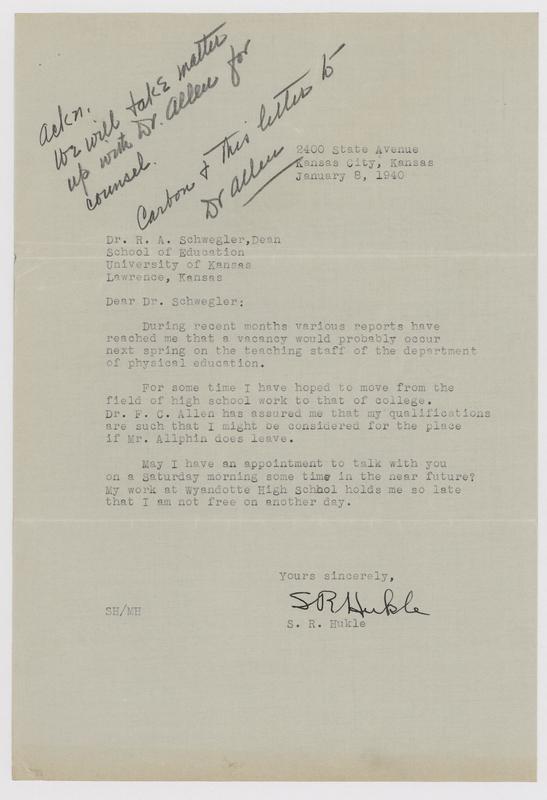 ackn.
We will take matter
up with Dr. Allen for
counsel.
Carbon & this letter to
Dr Allen
2400 State Avenue
Kansas City, Kansas
January 8, 1940
Dr. R. A. Schwegler,Dean
School of Education
University of Kansas
Lawrence, Kansas
Dear Dr. Schwegler:
During recent months various reports have
reached me that a vacancy would probably occur
next spring on the teaching staff of the department
of physical education.
For some time I have hoped to move from the
field of high school work to that of college.
Dr. F. C. Allen has assured me that my qualifications
are such that I might be considered for the place
if Mr. Allphin does leave.
May I have an appointment to talk with you
on a Saturday morning some time in the near future?
My work at Wyandotte High Schhol holds me so late
that I am not free on another day.
Yours sincerely,
S R Hukle
SH/MH
S. R. Hukle